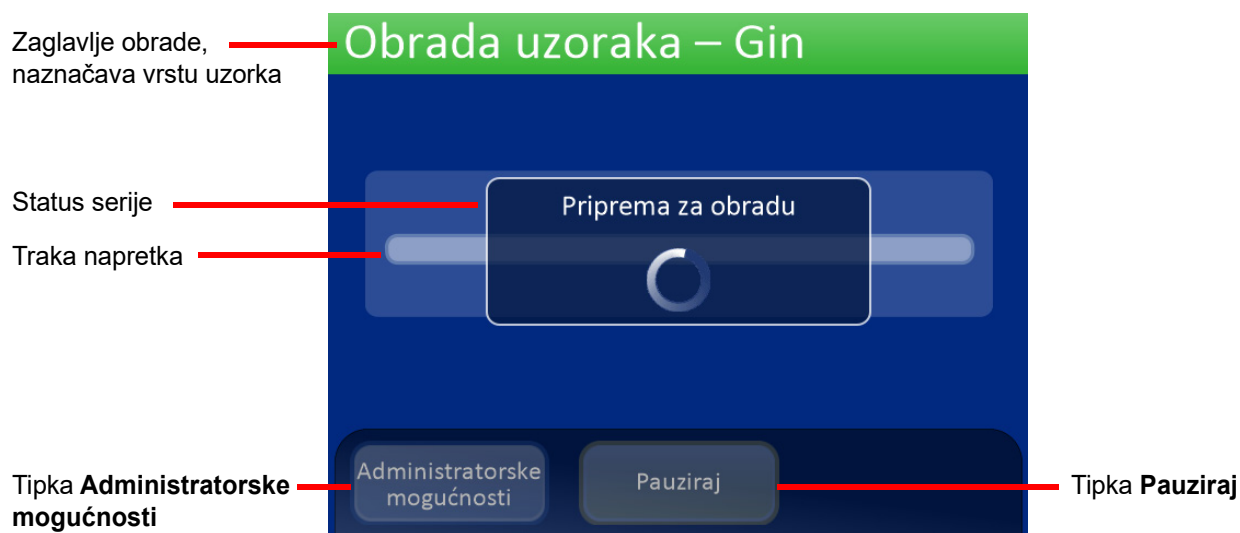 Zaglavlje obrade,
naznačava vrstu uzorka
Obrada uzoraka – Gin
Status serije
Priprema za obradu
Traka napretka
Tipka Administratorske
mogućnosti
Administratorske
mogućnosti
Pauziraj
Tipka Pauziraj